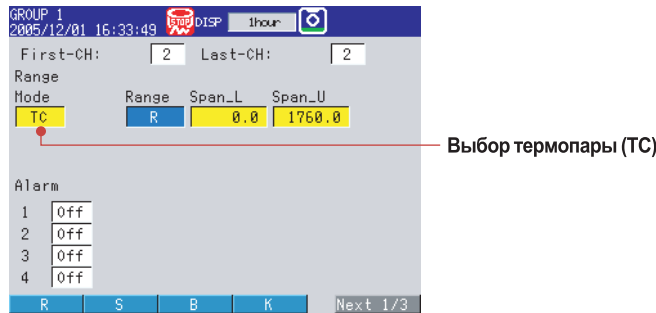 GROUP 1
2005/12/01 16:33:49 STOP DISP 1hour
First-CH: 2 Last-CH: 2
Range
Mode Range Span_L Span_U
TC R 0.0 1760.0
Выбор термопары (TC)
Alarm
1 Off
2 Off
3 Off
4 Off
R S B K Next 1/3